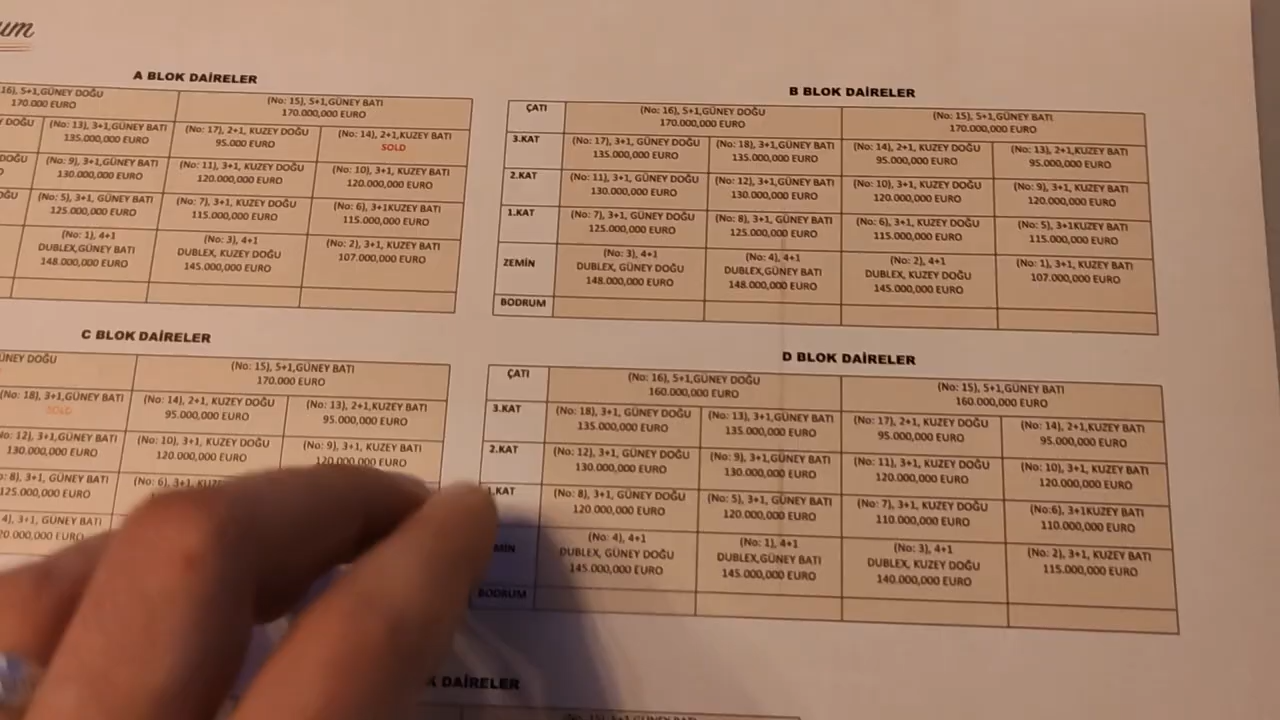 um
A BLOK DAİRELER
16), 5+1,GÜNEY DOĞU
170.000 EURO
(No: 15), 5+1,GÜNEY BATI
170.000,000 EURO
DOĞU
(No: 13), 3+1,GÜNEY BATI
135.000,000 EURO
(No: 17), 2+1, KUZEY DOĞU
95.000 EURO
(No: 14), 2+1,KUZEY BATI
SOLD
DOĞU
(No: 9), 3+1, GÜNEY BATI
130.000,000 EURO
(No: 11), 3+1, KUZEY DOĞU
120.000,000 EURO
(No: 10), 3+1, KUZEY BATI
120.000,000 EURO
ĞU
(No: 5), 3+1, GÜNEY BATI
125.000,000 EURO
(No: 7), 3+1, KUZEY DOĞU
115.000,000 EURO
(No: 6), 3+1KUZEY BATI
115.000,000 EURO
(No: 1), 4+1
DUBLEX,GÜNEY BATI
148.000,000 EURO
(No: 3), 4+1
DUBLEX, KUZEY DOĞU
145.000,000 EURO
(No: 2), 3+1, KUZEY BATI
107.000,000 EURO
B BLOK DAİRELER
ÇATI
(No: 16), 5+1,GÜNEY DOĞU
170.000,000 EURO
(No: 15), 5+1,GÜNEY BATI
170.000,000 EURO
3.KAT
(No: 17), 3+1, GÜNEY DOĞU
135.000,000 EURO
(No: 18), 3+1,GÜNEY BATI
135.000,000 EURO
(No: 14), 2+1, KUZEY DOĞU
95.000,000 EURO
(No: 13), 2+1,KUZEY BATI
95.000,000 EURO
2.KAT
(No: 11), 3+1, GÜNEY DOĞU
130.000,000 EURO
(No: 12), 3+1, GÜNEY BATI
130.000,000 EURO
(No: 10), 3+1, KUZEY DOĞU
120.000,000 EURO
(No: 9), 3+1, KUZEY BATI
120.000,000 EURO
1.KAT
(No: 7), 3+1, GÜNEY DOĞU
125.000,000 EURO
(No: 8), 3+1, GÜNEY BATI
125.000,000 EURO
(No: 6), 3+1, KUZEY DOĞU
115.000,000 EURO
(No: 5), 3+1KUZEY BATI
115.000,000 EURO
ZEMİN
(No: 3), 4+1
DUBLEX, GÜNEY DOĞU
148.000,000 EURO
(No: 4), 4+1
DUBLEX,GÜNEY BATI
148.000,000 EURO
(No: 2), 4+1
DUBLEX, KUZEY DOĞU
145.000,000 EURO
(No: 1), 3+1, KUZEY BATI
107.000,000 EURO
BODRUM
C BLOK DAİRELER
ÜNEY DOĞU
(No: 15), 5+1,GÜNEY BATI
170.000 EURO
(No: 18), 3+1,GÜNEY BATI
SOLD
(No: 14), 2+1, KUZEY DOĞU
95.000,000 EURO
(No: 13), 2+1,KUZEY BATI
95.000,000 EURO
No: 12), 3+1,GÜNEY BATI
130.000,000 EURO
(No: 10), 3+1, KUZEY DOĞU
120.000,000 EURO
(No: 9), 3+1, KUZEY BATI
120.000,000 EURO
: 8), 3+1, GÜNEY BATI
125.000,000 EURO
(No: 6), 3+1, KUZE
4), 3+1, GÜNEY BATI
20.000,000 EURO
D BLOK DAİRELER
ÇATI
(No: 16), 5+1,GÜNEY DOĞU
160.000,000 EURO
(No: 15), 5+1,GÜNEY BATI
160.000,000 EURO
3.KAT
(No: 18), 3+1, GÜNEY DOĞU
135.000,000 EURO
(No: 13), 3+1,GÜNEY BATI
135.000,000 EURO
(No: 17), 2+1, KUZEY DOĞU
95.000,000 EURO
(No: 14), 2+1,KUZEY BATI
95.000,000 EURO
2.KAT
(No: 12), 3+1, GÜNEY DOĞU
130.000,000 EURO
(No: 9), 3+1,GÜNEY BATI
130.000,000 EURO
(No: 11), 3+1, KUZEY DOĞU
120.000,000 EURO
(No: 10), 3+1, KUZEY BATI
120.000,000 EURO
1.KAT
(No: 8), 3+1, GÜNEY DOĞU
120.000,000 EURO
(No: 5), 3+1, GÜNEY BATI
120.000,000 EURO
(No: 7), 3+1, KUZEY DOĞU
110.000,000 EURO
(No:6), 3+1KUZEY BATI
110.000,000 EURO
MİN
(No: 4), 4+1
DUBLEX, GÜNEY DOĞU
145.000,000 EURO
(No: 1), 4+1
DUBLEX,GÜNEY BATI
145.000,000 EURO
(No: 3), 4+1
DUBLEX, KUZEY DOĞU
140.000,000 EURO
(No: 2), 3+1, KUZEY BATI
115.000,000 EURO
BODRUM
K DAİRELER